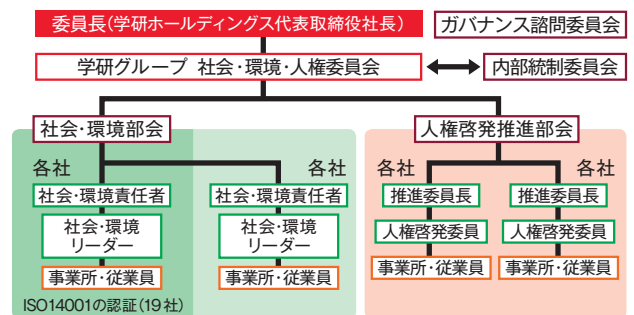 委員長(学研ホールディングス代表取締役社長)
ガバナンス諮問委員会
学研グループ 社会・環境・人権委員会
内部統制委員会
社会・環境部会
人権啓発推進部会
各社
各社
各社
各社
社会・環境責任者
社会・環境責任者
推進委員長
推進委員長
社会・環境
リーダー
社会・環境
リーダー
人権啓発委員
人権啓発委員
事業所・従業員
事業所・従業員
事業所・従業員
事業所・従業員
ISO14001の認証(19社)